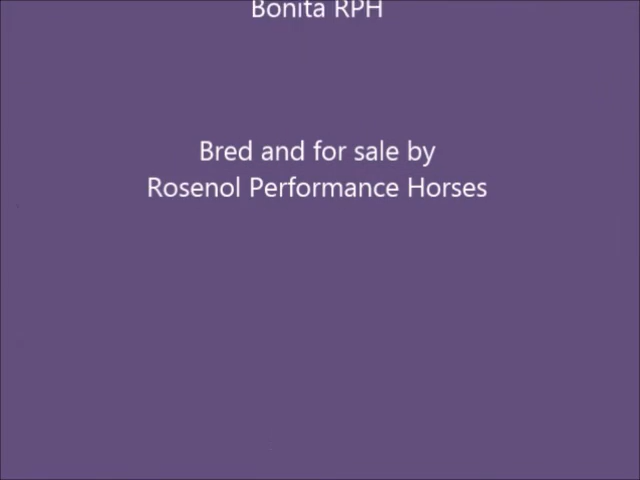 Bonita RPH
Bred and for sale by
Rosenol Performance Horses